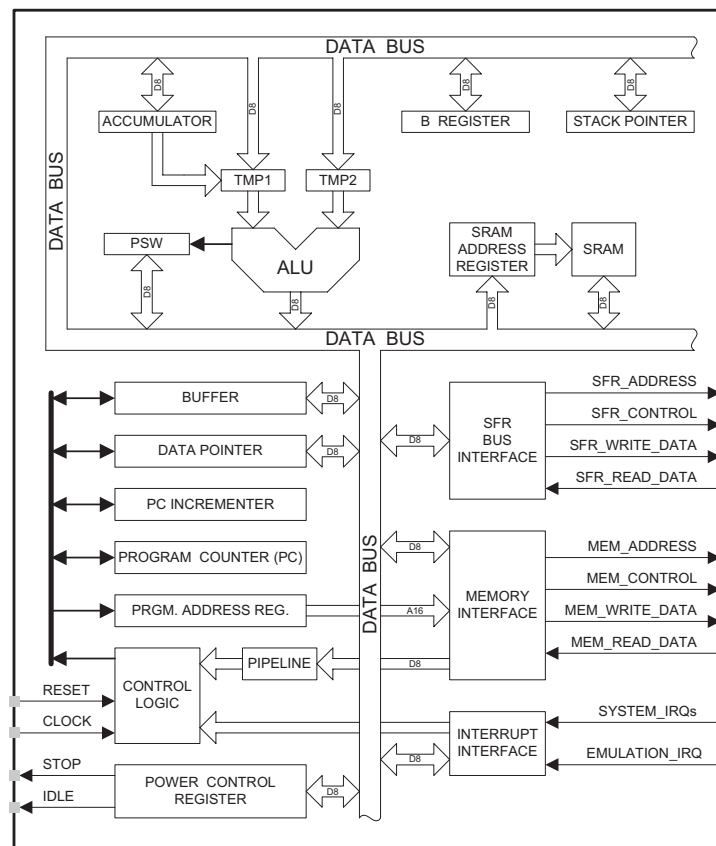 DATA BUS
D8
D8
D8
D8
D8
ACCUMULATOR
B REGISTER
STACK POINTER
DATA BUS
TMP1
TMP2
PSW
ALU
SRAM
ADDRESS
REGISTER
SRAM
D8
D8
D8
D8
DATA BUS
BUFFER
D8
DATA POINTER
D8
PC INCREMENTER
PROGRAM COUNTER (PC)
PRGM. ADDRESS REG.
A16
DATA BUS
D8
SFR
BUS
INTERFACE
SFR_ADDRESS
SFR_CONTROL
SFR_WRITE_DATA
SFR_READ_DATA
D8
MEMORY
INTERFACE
MEM_ADDRESS
MEM_CONTROL
MEM_WRITE_DATA
MEM_READ_DATA
PIPELINE
D8
CONTROL
LOGIC
RESET
CLOCK
INTERRUPT
INTERFACE
SYSTEM_IRQs
EMULATION_IRQ
D8
STOP
IDLE
POWER CONTROL
REGISTER
D8